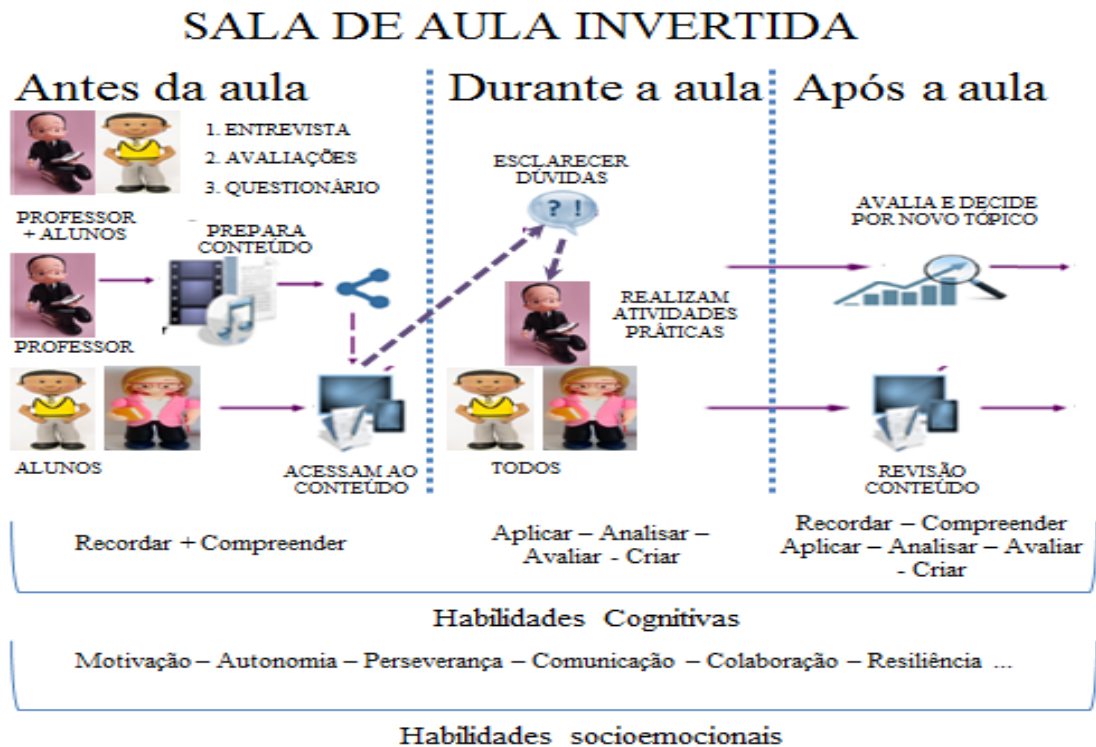 SALA DE AULA INVERTIDA
Antes da aula
1. ENTREVISTA
2. AVALIAÇÕES
3. QUESTIONÁRIO
PROFESSOR
+ ALUNOS
PREPARA
CONTEÚDO
PROFESSOR
ALUNOS
ACESSAM AO
CONTEÚDO
Durante a aula
ESCLARECER
DÚVIDAS
? !
REALIZAM
ATIVIDADES
PRÁTICAS
TODOS
Após a aula
AVALIA E DECIDE
POR NOVO TÓPICO
REVISÃO
CONTEÚDO
Recordar + Compreender
Aplicar – Analisar –
Avaliar - Criar
Recordar – Compreender
Aplicar – Analisar – Avaliar
- Criar
Habilidades Cognitivas
Motivação – Autonomia – Perseverança – Comunicação – Colaboração – Resiliência ...
Habilidades socioemocionais